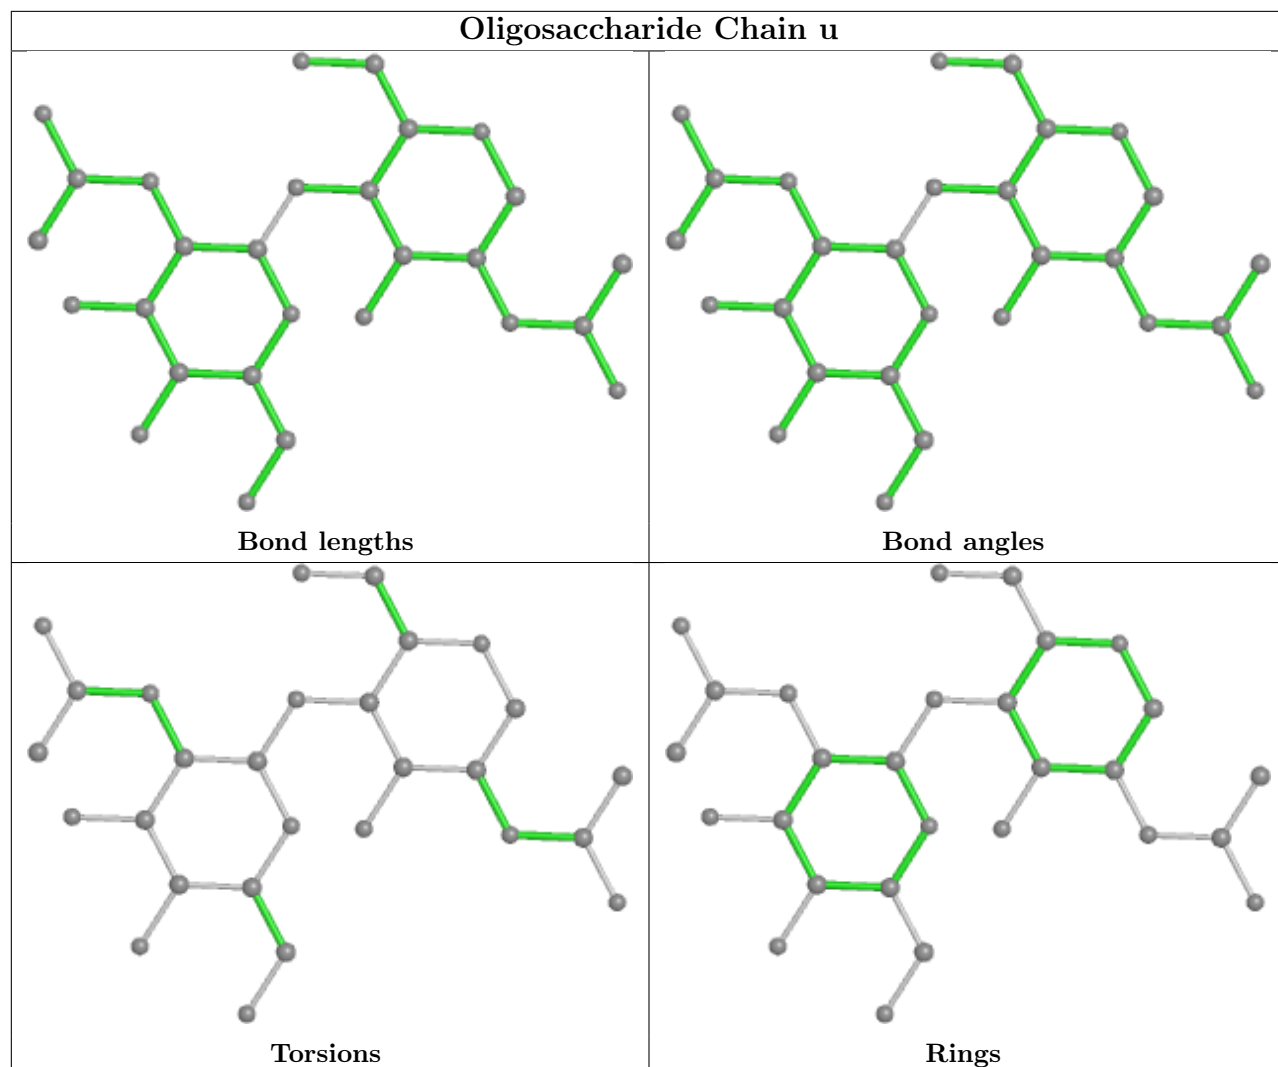 Oligosaccharide Chain u
Bond lengths
Bond angles
Torsions
Rings